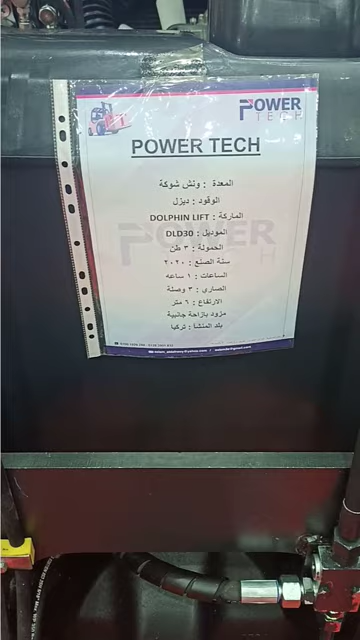 POWER
TECH
POWER TECH
المعدة : ونش شوكة
الوقود : ديزل
الماركة : DOLPHIN LIFT
الموديل : DLD30
الحمولة : ٣ طن
سنة الصنع : ٢٠٢٠
الساعات : ١ ساعه
الصاري : ٣ وصلة
الارتفاع : ٦ متر
مزود بازاحة جانبية
بلد المنشأ : تركيا